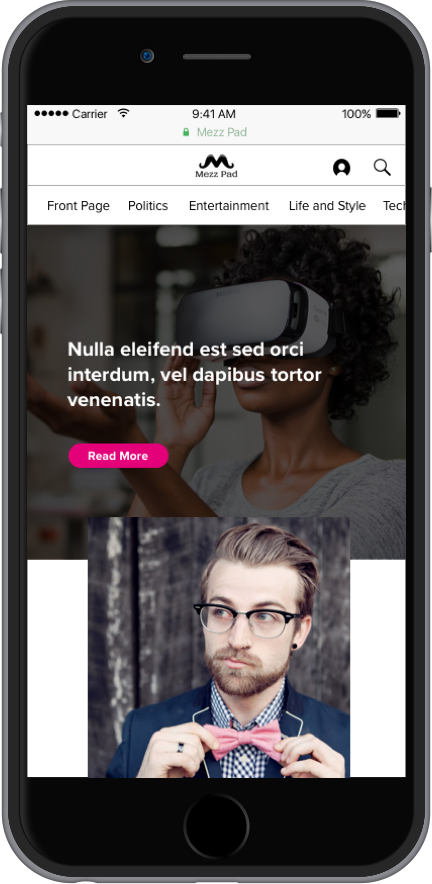 Carrier 9:41 AM 100%
Mezz Pad
Mezz Pad
Front Page Politics Entertainment Life and Style Tech
Nulla eleifend est sed orci
interdum, vel dapibus tortor
venenatis.
Read More